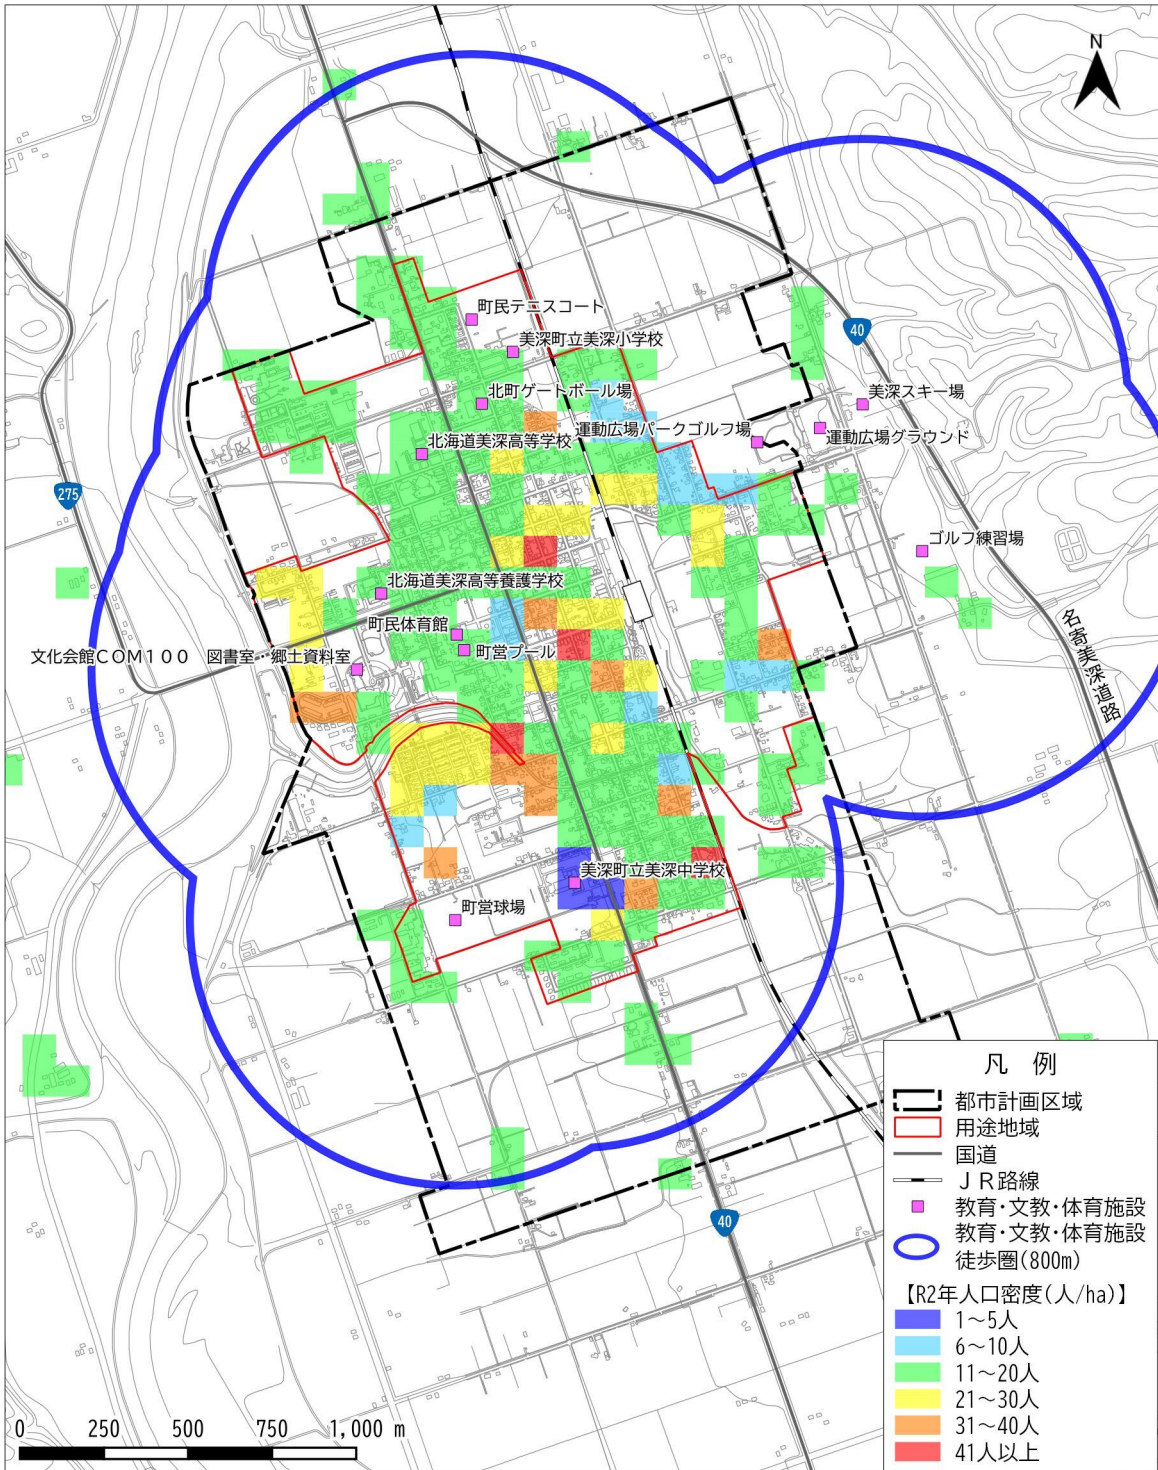 N
町民テニスコート
美深町立美深小学校
40
北町ゲートボール場
美深スキー場
運動広場パークゴルフ場
運動広場グラウンド
北海道美深高等学校
275
ゴルフ練習場
北海道美深高等養護学校
町民体育館
名寄美深道路
町営プール
文化会館COM100 図書室・郷土資料室
美深町立美深中学校
町営球場
40
凡 例
都市計画区域
用途地域
国道
JR路線
教育・文教・体育施設
教育・文教・体育施設
徒歩圏(800m)
【R2年人口密度(人/ha)】
1～5人
6～10人
11～20人
21～30人
31～40人
41人以上
0 250 500 750 1,000 m